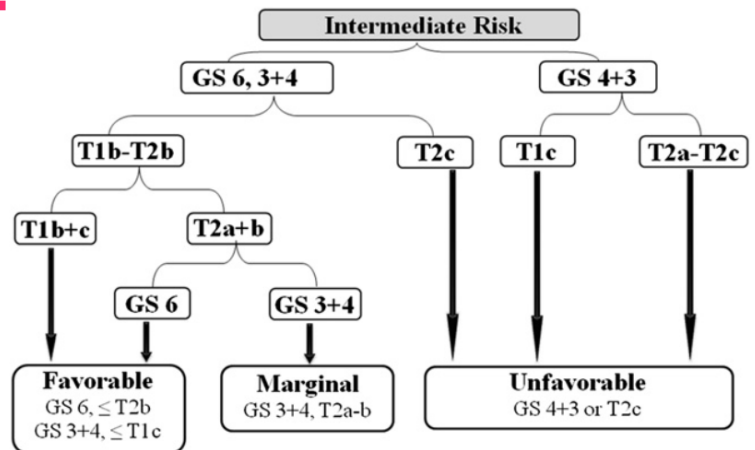 Intermediate Risk
GS 6, 3+4
GS 4+3
T1b-T2b
T2c
T1c
T2a-T2c
T1b+c
T2a+b
GS 6
GS 3+4
Favorable
GS 6, ≤ T2b
GS 3+4, ≤ T1c
Marginal
GS 3+4, T2a-b
Unfavorable
GS 4+3 or T2c